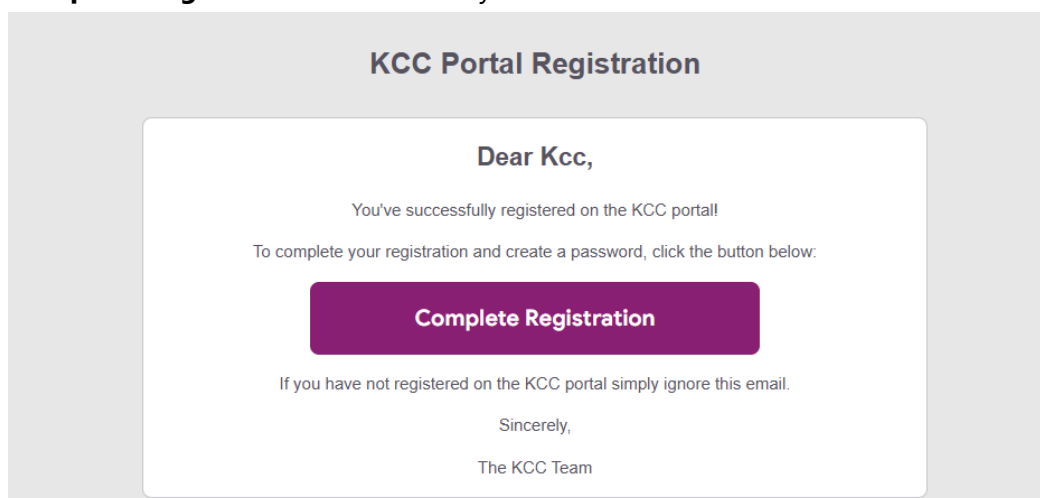 KCC Portal Registration
Dear Kcc,
You've successfully registered on the KCC portal!
To complete your registration and create a password, click the button below:
Complete Registration
If you have not registered on the KCC portal simply ignore this email.
Sincerely,
The KCC Team